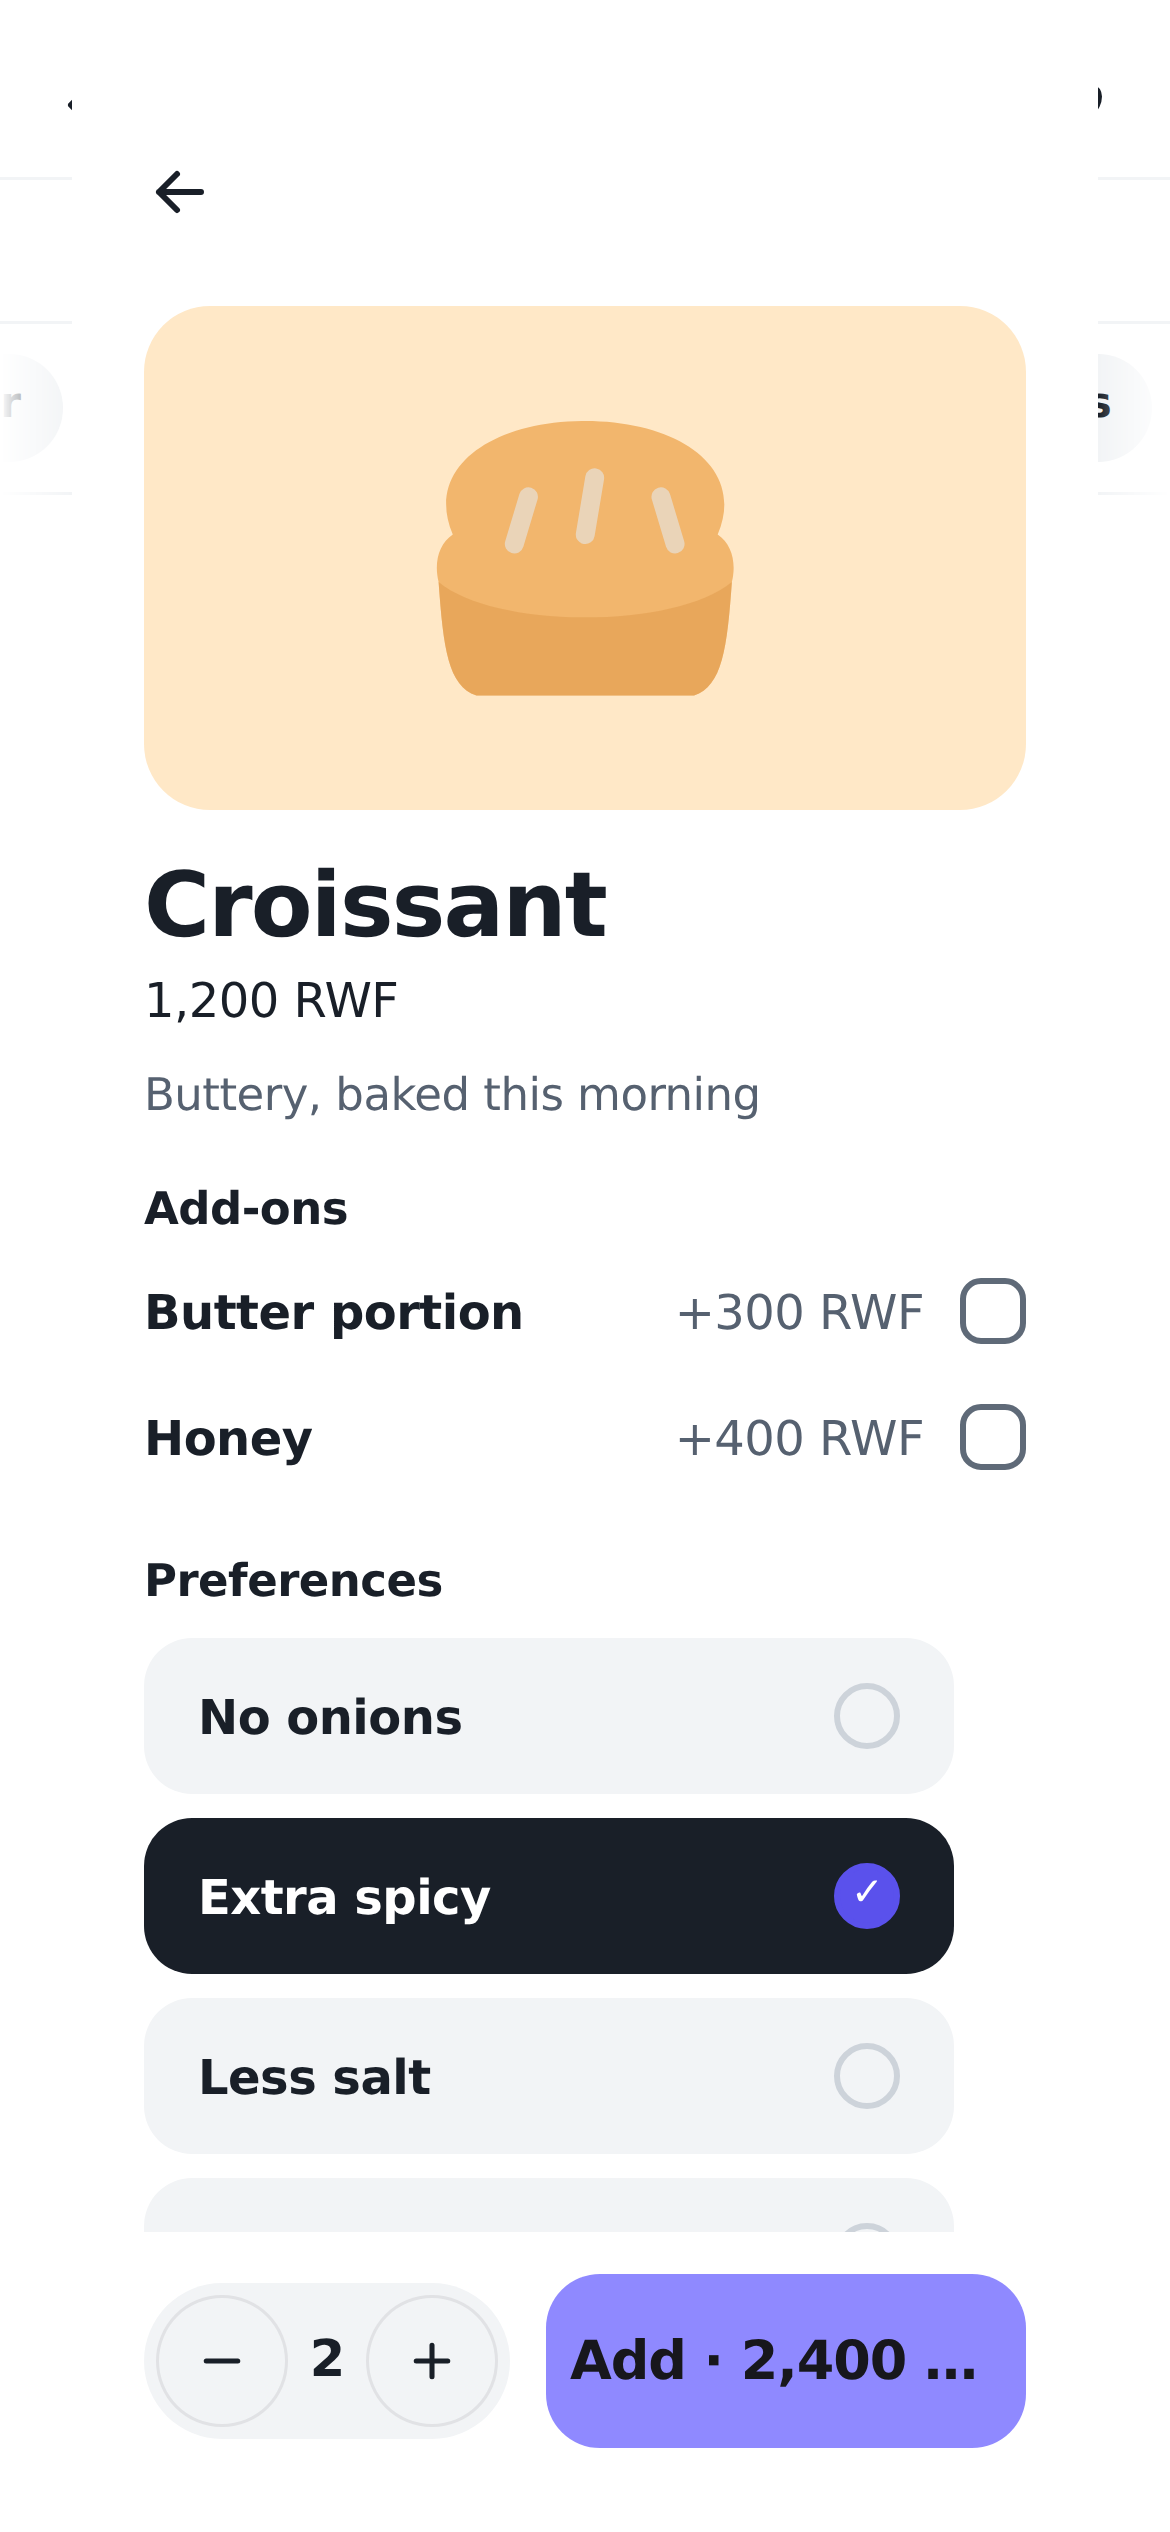 Croissant
1,200 RWF
Buttery, baked this morning
Add-ons
Butter portion +300 RWF
Honey +400 RWF
Preferences
No onions
Extra spicy ✓
Less salt
2 Add · 2,400 ...